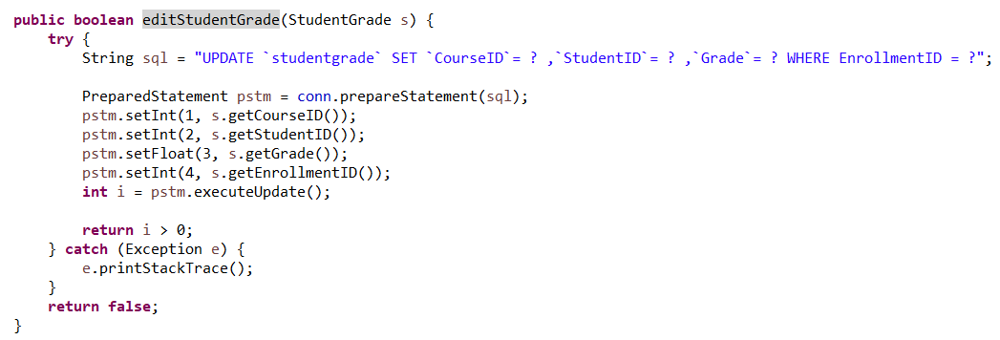 public boolean editStudentGrade(StudentGrade s) {
    try {
        String sql = "UPDATE `studentgrade` SET `CourseID`= ? ,`StudentID`= ? ,`Grade`= ? WHERE EnrollmentID = ?";

        PreparedStatement pstm = conn.prepareStatement(sql);
        pstm.setInt(1, s.getCourseID());
        pstm.setInt(2, s.getStudentID());
        pstm.setFloat(3, s.getGrade());
        pstm.setInt(4, s.getEnrollmentID());
        int i = pstm.executeUpdate();

        return i > 0;
    } catch (Exception e) {
        e.printStackTrace();
    }
    return false;
}